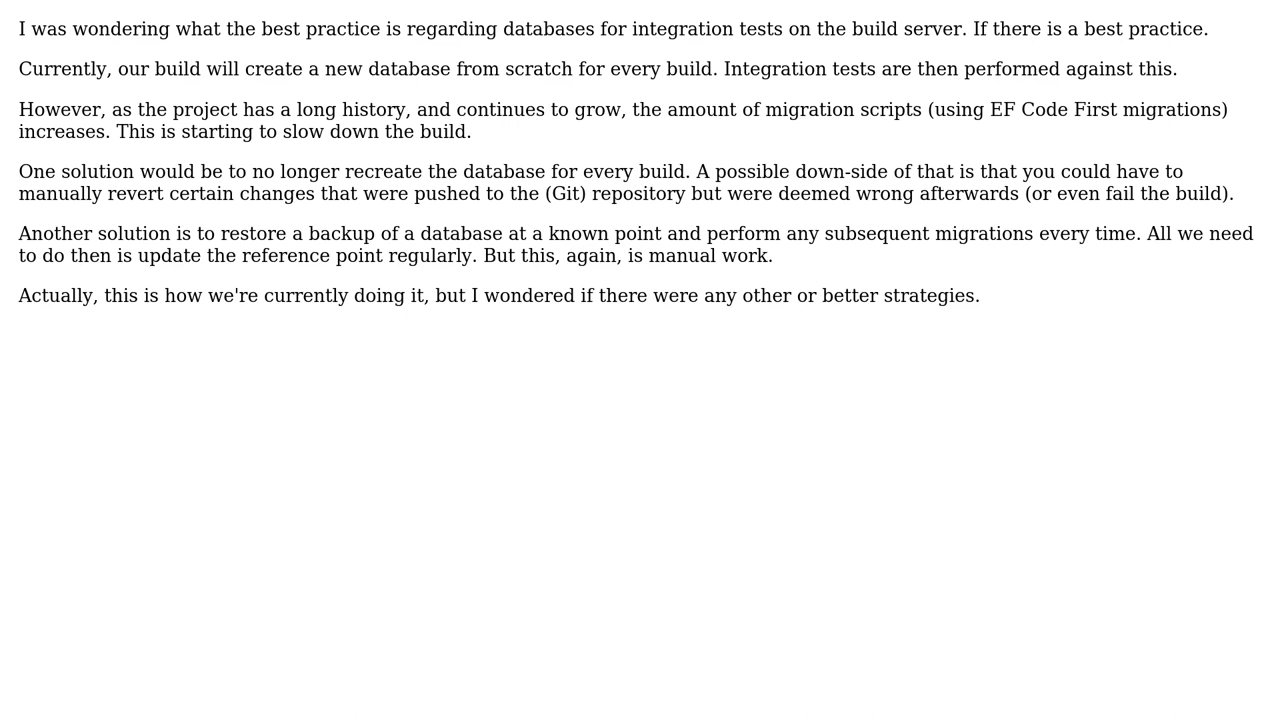 I was wondering what the best practice is regarding databases for integration tests on the build server. If there is a best practice.
Currently, our build will create a new database from scratch for every build. Integration tests are then performed against this.
However, as the project has a long history, and continues to grow, the amount of migration scripts (using EF Code First migrations)
increases. This is starting to slow down the build.
One solution would be to no longer recreate the database for every build. A possible down-side of that is that you could have to
manually revert certain changes that were pushed to the (Git) repository but were deemed wrong afterwards (or even fail the build).
Another solution is to restore a backup of a database at a known point and perform any subsequent migrations every time. All we need
to do then is update the reference point regularly. But this, again, is manual work.
Actually, this is how we're currently doing it, but I wondered if there were any other or better strategies.